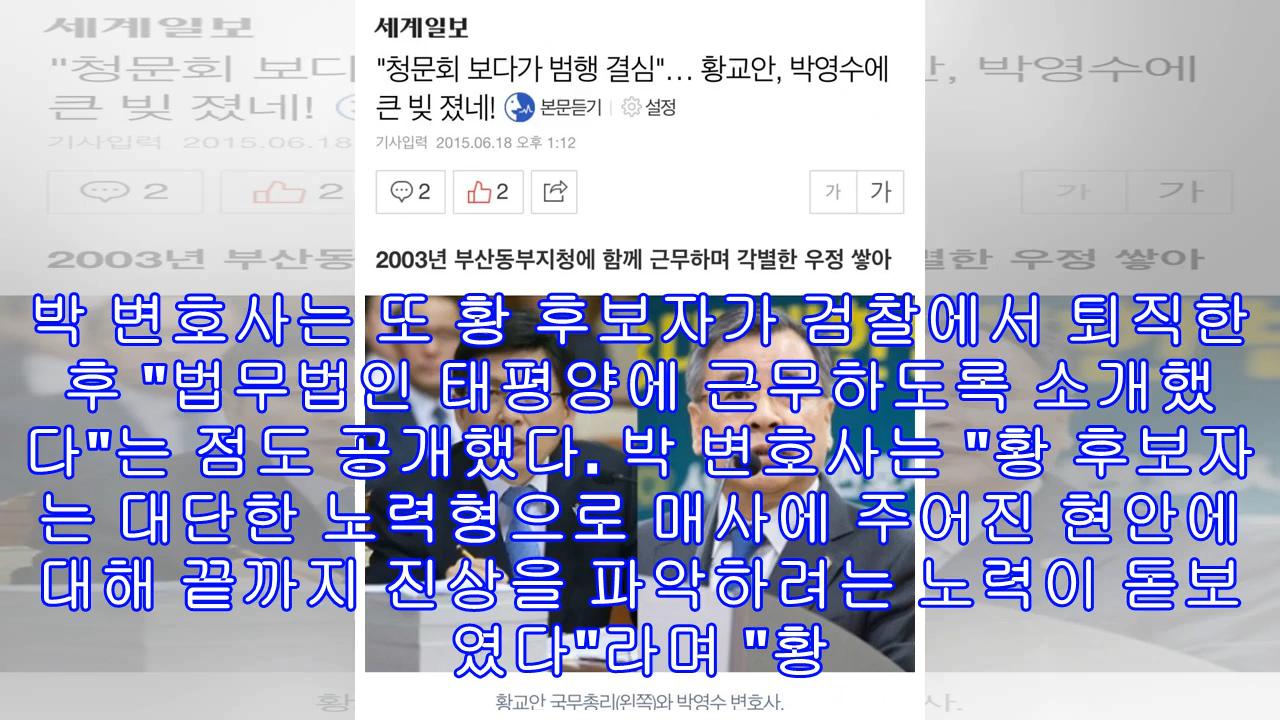 세계일보
"청문회 보다가 범행 결심"… 황교안, 박영수에
큰 빚 졌네! 본문듣기 | 설정
기사입력 2015.06.18 오후 1:12
2 2 가 가
2003년 부산동부지청에 함께 근무하며 각별한 우정 쌓아
박 변호사는 또 황 후보자가 검찰에서 퇴직한
후 "법무법인 태평양에 근무하도록 소개했
다"는 점도 공개했다. 박 변호사는 "황 후보자
는 대단한 노력형으로 매사에 주어진 현안에
대해 끝까지 진상을 파악하려는 노력이 돋보
였다"라며 "황
황교안 국무총리(왼쪽)와 박영수 변호사.